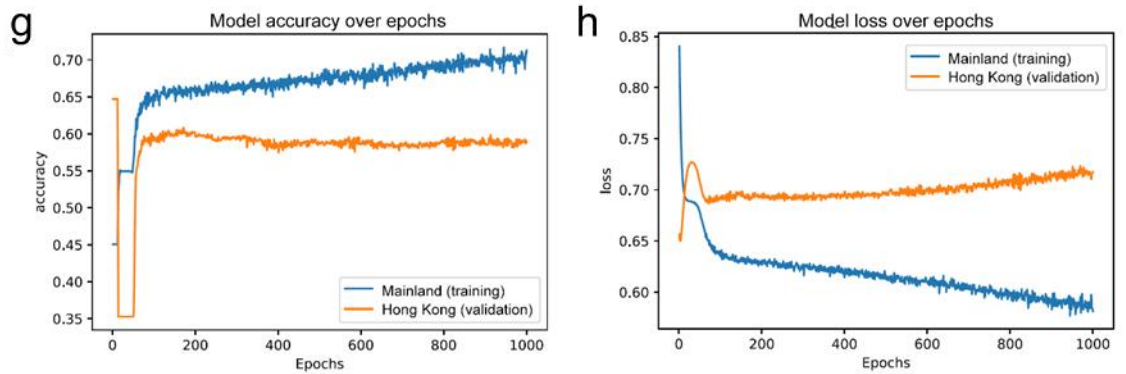 g
Model accuracy over epochs
accuracy
0.70
0.65
0.60
0.55
0.50
0.45
0.40
0.35
Mainland (training)
Hong Kong (validation)
0 200 400 600 800 1000
Epochs
h
Model loss over epochs
loss
0.85
0.80
0.75
0.70
0.65
0.60
Mainland (training)
Hong Kong (validation)
0 200 400 600 800 1000
Epochs